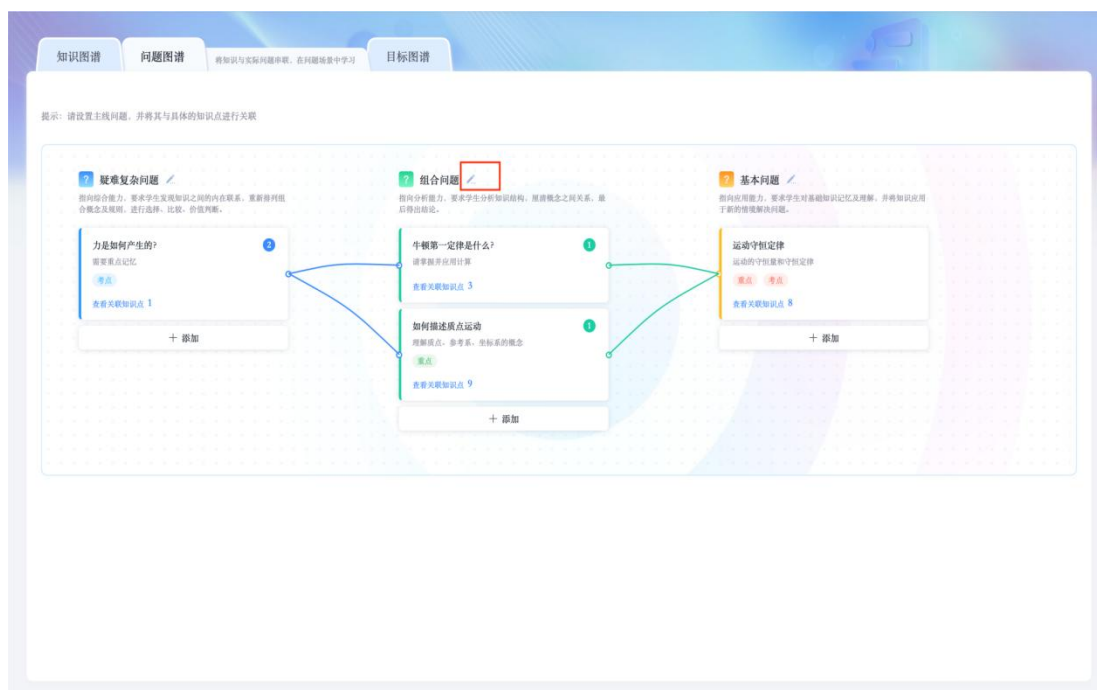 知识图谱
问题图谱
将知识与实际问题串联，在问题场景中学习
目标图谱
提示：请设置主线问题，并将其与具体的知识点进行关联
? 疑难复杂问题
指向综合能力，要求学生发现知识之间的内在联系，重新排列组
合概念及规则，进行选择、比较、价值判断。
力是如何产生的? 2
需要重点记忆
考点
查看关联知识点 1
+ 添加
? 组合问题
指向分析能力，要求学生分析知识结构，厘清概念之间关系，最
后得出结论。
牛顿第一定律是什么? 1
请掌握并应用计算
查看关联知识点 3
如何描述质点运动 1
理解质点、参考系、坐标系的概念
重点
查看关联知识点 9
+ 添加
? 基本问题
指向应用能力，要求学生对基础知识记忆及理解，并将知识应用
于新的情境解决问题。
运动守恒定律
运动的守恒量和守恒定律
重点 考点
查看关联知识点 8
+ 添加